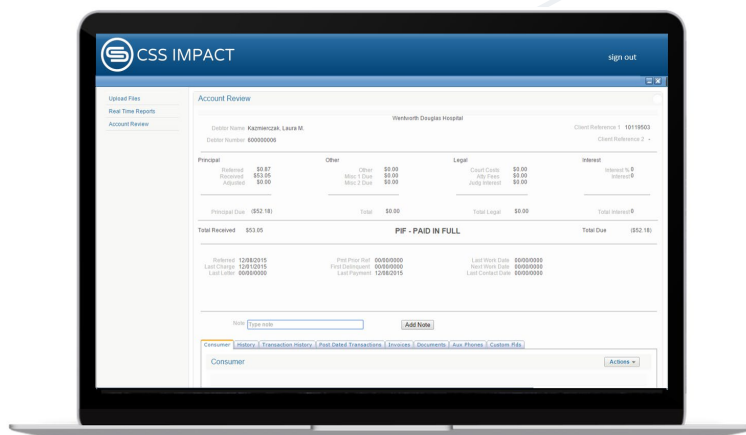 CSS IMPACT
sign out
Upload Files
Real Time Reports
Account Review
Account Review
Wentworth Douglas Hospital
Debtor Name Kazmierczak, Laura M.
Client Reference 1 10119503
Debtor Number 600000006
Client Reference 2 -
Principal Other Legal Interest
Referred $0.87 Other $0.00 Court Costs $0.00 Interest % 0
Received $53.05 Misc 1 Due $0.00 Atty Fees $0.00 Interest 0
Adjusted $0.00 Misc 2 Due $0.00 Judg Interest $0.00
Principal Due ($52.18) Total $0.00 Total Legal $0.00 Total Interest 0
Total Received $53.05 PIF - PAID IN FULL Total Due ($52.18)
Referred 12/08/2015 Pmt Prior Ref 00/00/0000 Last Work Date 00/00/0000
Last Charge 12/01/2015 First Delinquent 00/00/0000 Next Work Date 00/00/0000
Last Letter 00/00/0000 Last Payment 12/08/2015 Last Contact Date 00/00/0000
Note Type note Add Note
Consumer History Transaction History Post Dated Transactions Invoices Documents Aux Phones Custom Flds
Consumer Actions